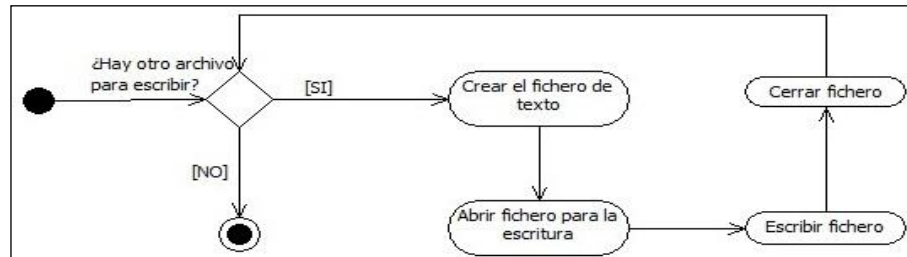 ¿Hay otro archivo
para escribir?
[SI]
Crear el fichero de
texto
Cerrar fichero
[NO]
Abrir fichero para la
escritura
Escribir fichero